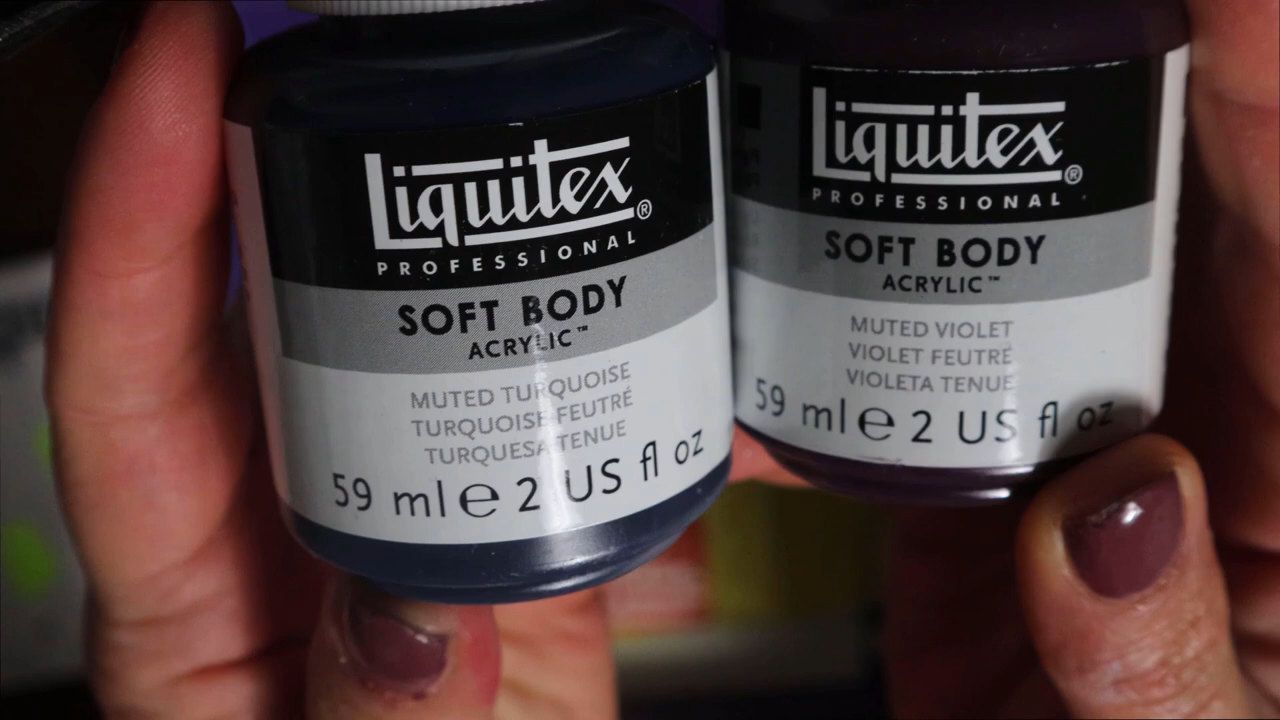 Liquitex®
PROFESSIONAL
SOFT BODY
ACRYLIC™
MUTED TURQUOISE
TURQUOISE FEUTRÉ
TURQUESA TENUE
59 ml e 2 US fl oz
Liquitex®
PROFESSIONAL
SOFT BODY
ACRYLIC™
MUTED VIOLET
VIOLET FEUTRÉ
VIOLETA TENUE
59 ml e 2 US fl oz